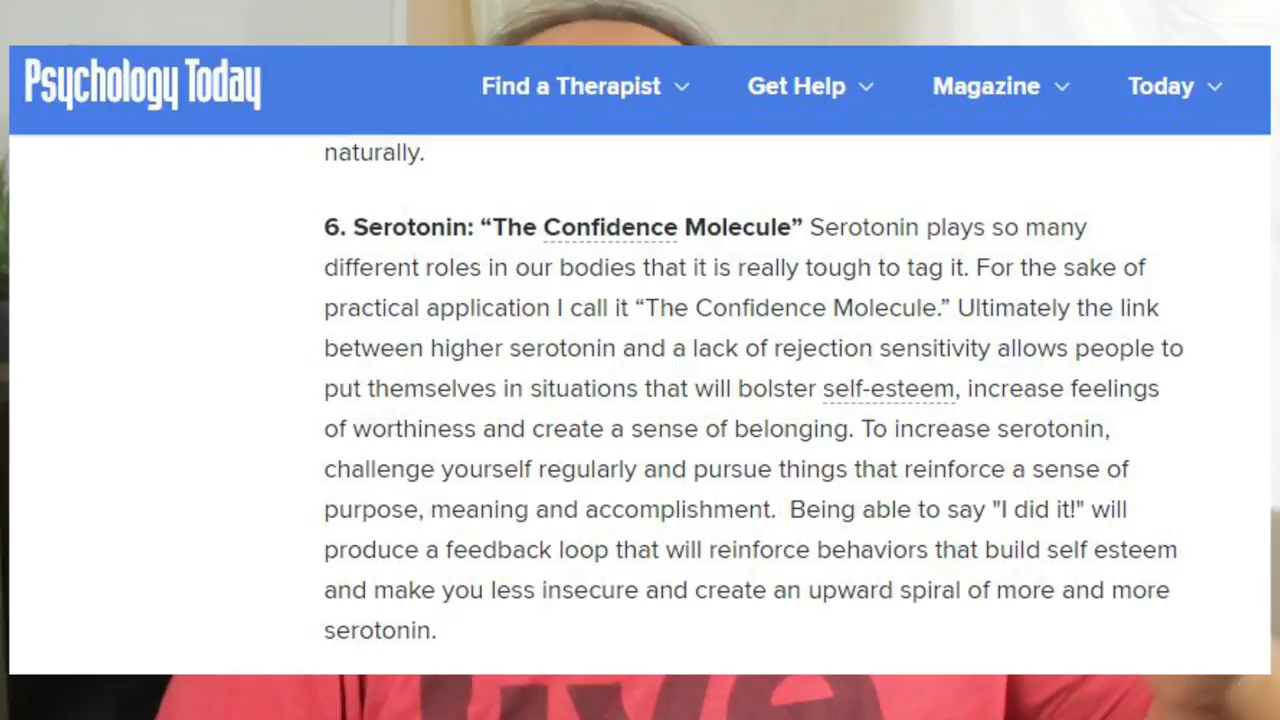 Psychology Today
Find a Therapist
Get Help
Magazine
Today
naturally.
6. Serotonin: “The Confidence Molecule” Serotonin plays so many
different roles in our bodies that it is really tough to tag it. For the sake of
practical application I call it “The Confidence Molecule.” Ultimately the link
between higher serotonin and a lack of rejection sensitivity allows people to
put themselves in situations that will bolster self-esteem, increase feelings
of worthiness and create a sense of belonging. To increase serotonin,
challenge yourself regularly and pursue things that reinforce a sense of
purpose, meaning and accomplishment.  Being able to say "I did it!" will
produce a feedback loop that will reinforce behaviors that build self esteem
and make you less insecure and create an upward spiral of more and more
serotonin.